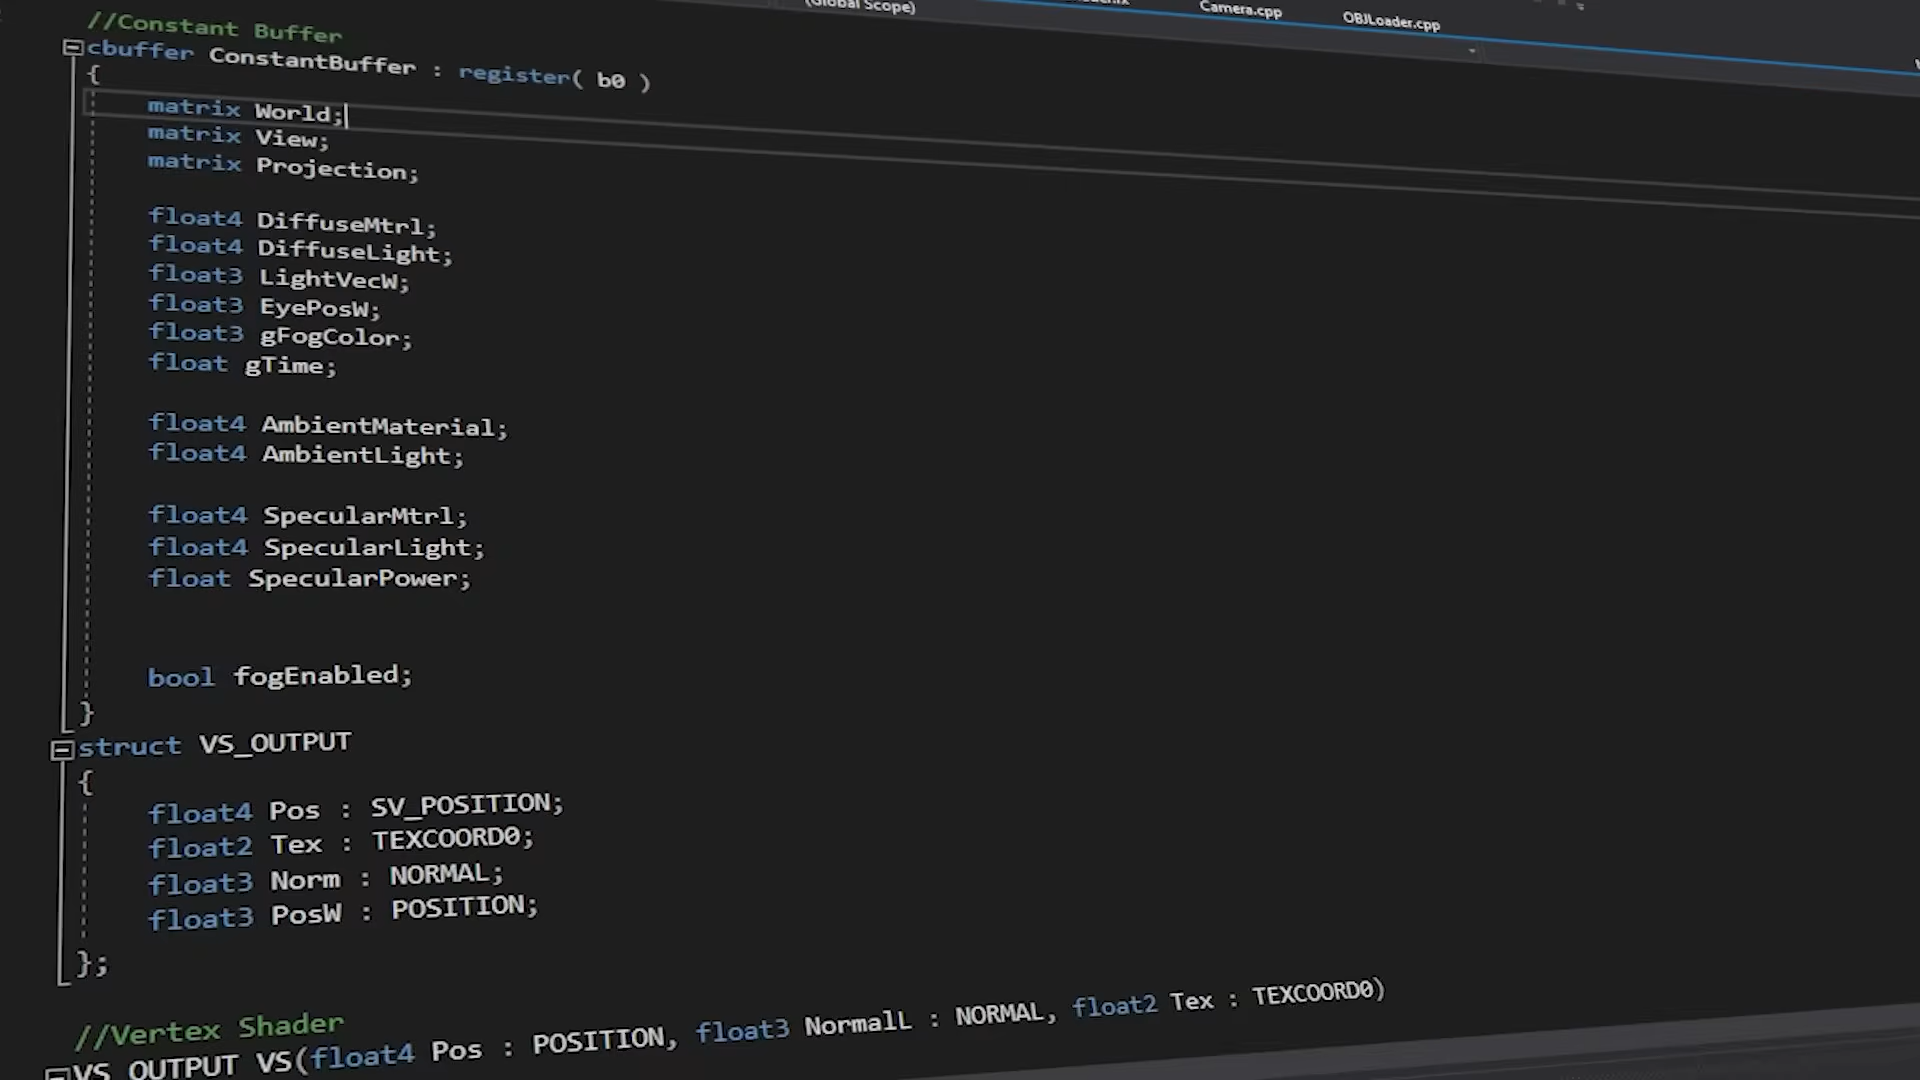 (Global Scope)
Camera.cpp
OBJLoader.cpp
//Constant Buffer
cbuffer ConstantBuffer : register( b0 )
{
matrix World;
matrix View;
matrix Projection;
float4 DiffuseMtrl;
float4 DiffuseLight;
float3 LightVecW;
float3 EyePosW;
float3 gFogColor;
float gTime;
float4 AmbientMaterial;
float4 AmbientLight;
float4 SpecularMtrl;
float4 SpecularLight;
float SpecularPower;
bool fogEnabled;
}
struct VS_OUTPUT
{
float4 Pos : SV_POSITION;
float2 Tex : TEXCOORD0;
float3 Norm : NORMAL;
float3 PosW : POSITION;
};
//Vertex Shader
VS_OUTPUT VS(float4 Pos : POSITION, float3 NormalL : NORMAL, float2 Tex : TEXCOORD0)